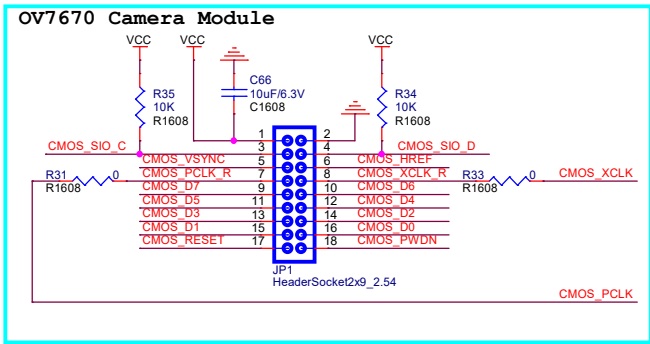 OV7670 Camera Module
VCC VCC VCC
R35
10K
R1608
C66
10uF/6.3V
C1608
R34
10K
R1608
1 2
CMOS_SIO_C 3 4 CMOS_SIO_D
CMOS_VSYNC 5 6 CMOS_HREF
R31 0 CMOS_PCLK_R 7 8 CMOS_XCLK_R R33 0 CMOS_XCLK
R1608 CMOS_D7 9 10 CMOS_D6 R1608
CMOS_D5 11 12 CMOS_D4
CMOS_D3 13 14 CMOS_D2
CMOS_D1 15 16 CMOS_D0
CMOS_RESET 17 18 CMOS_PWDN
JP1
HeaderSocket2x9_2.54
CMOS_PCLK